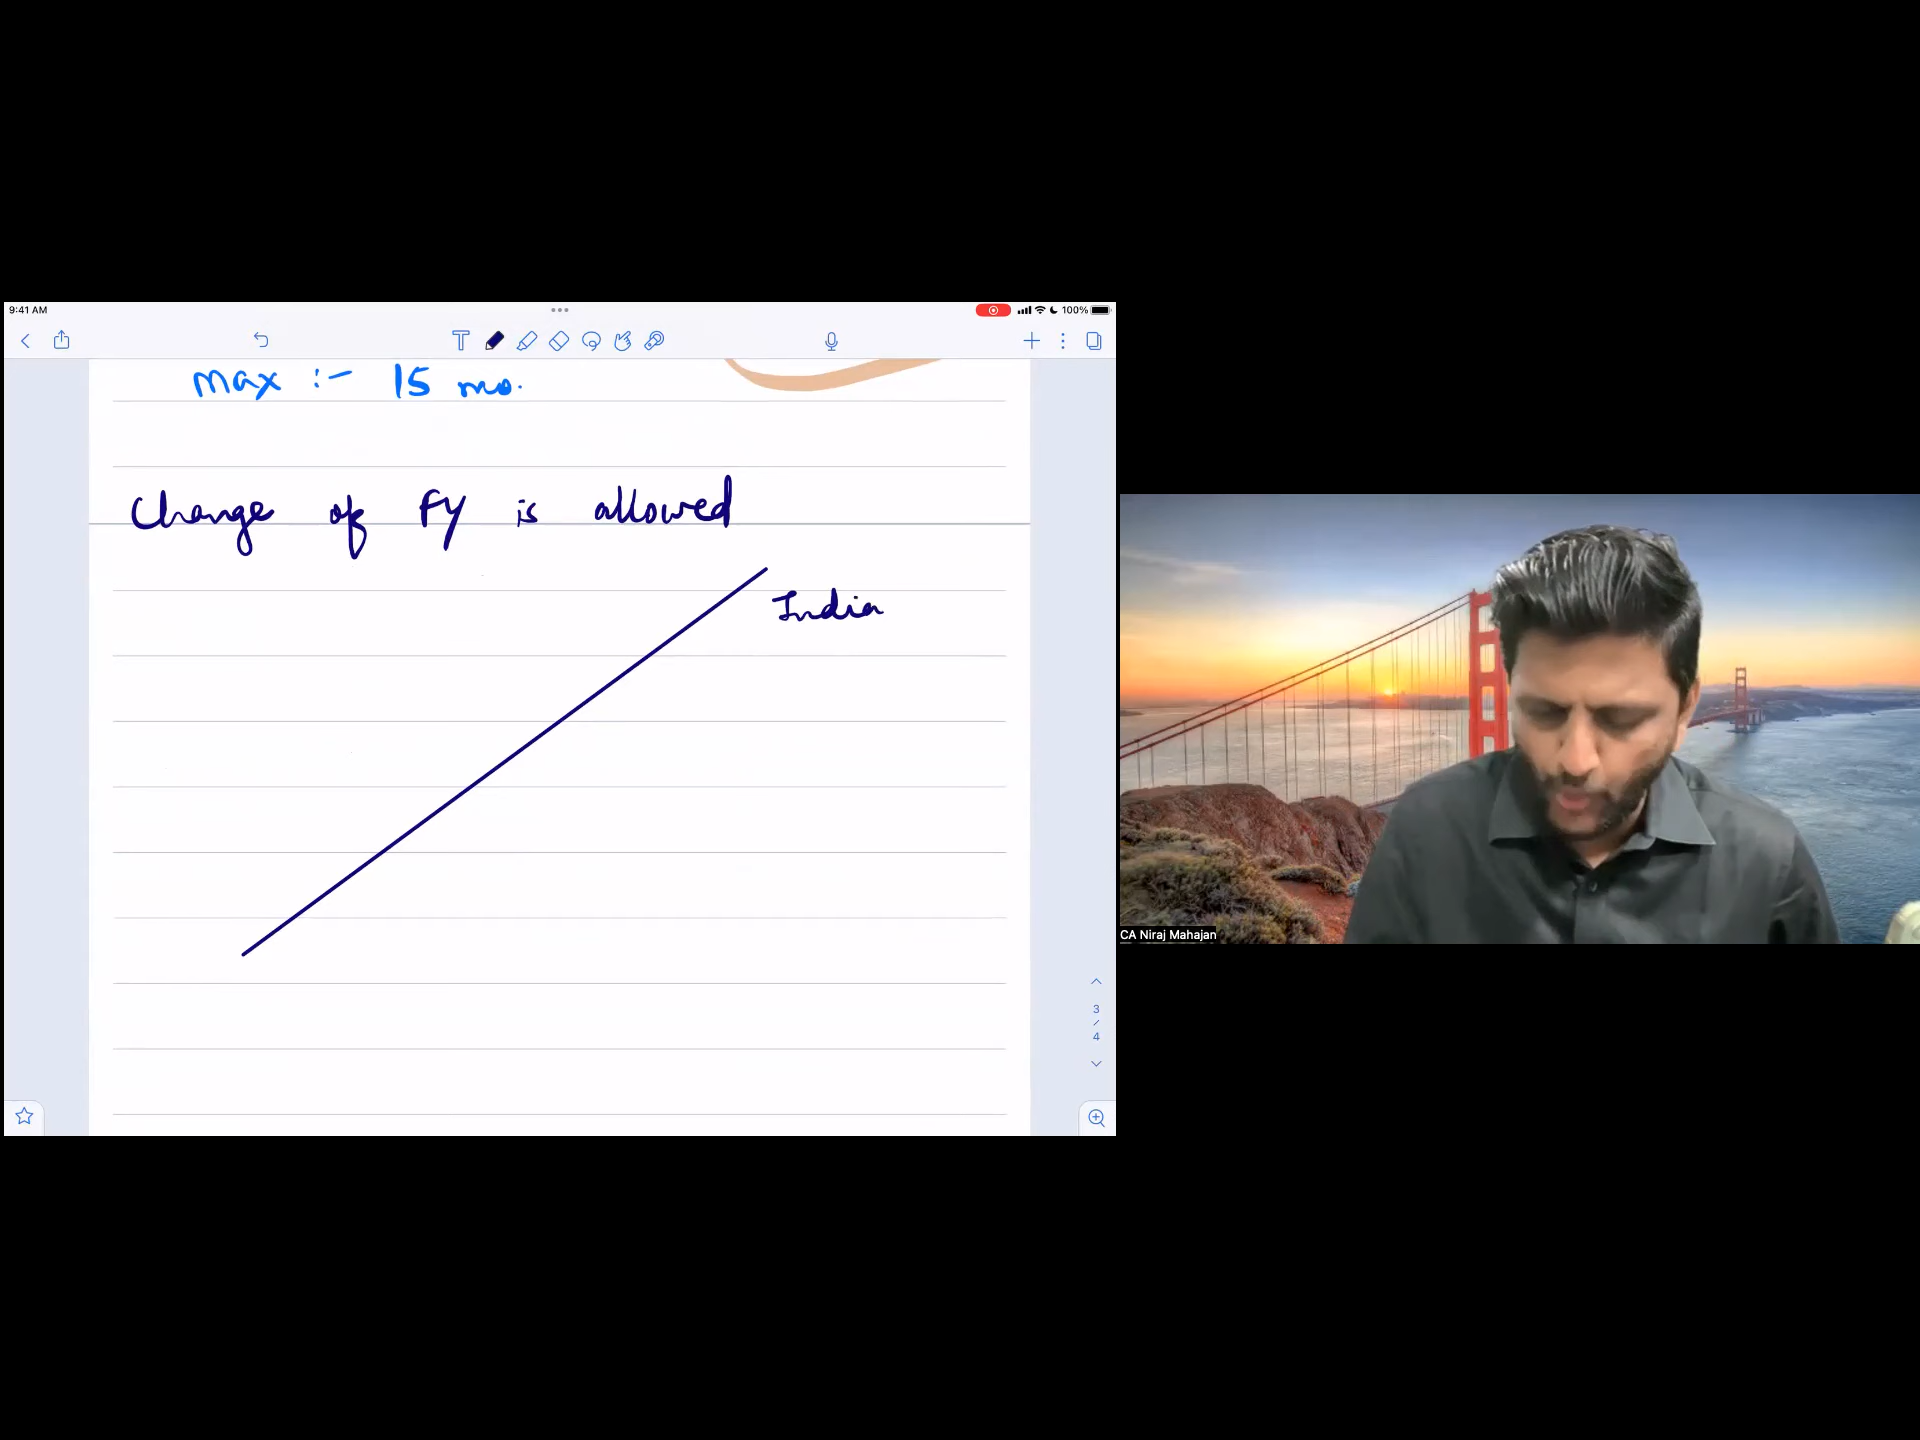 9:41 AM
100%
T
max :- 15 mo.
Change of FY is allowed
India
3
/
4
CA Niraj Mahajan